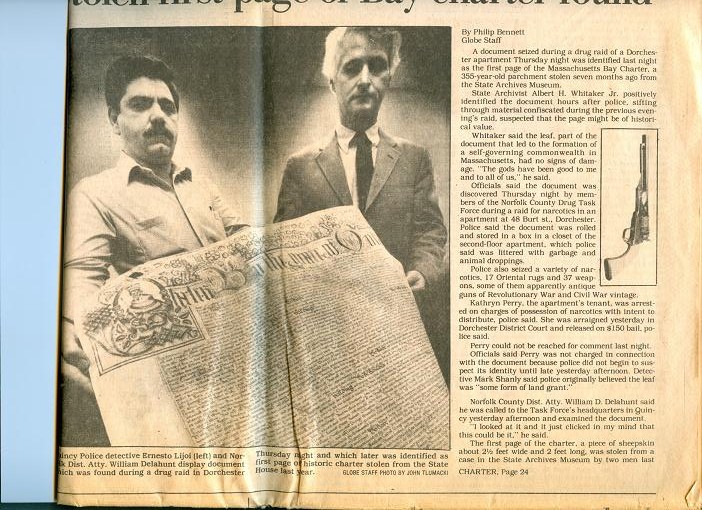 tolen first page of Bay charter found
By Philip Bennett
Globe Staff
A document seized during a drug raid of a Dorches-
ter apartment Thursday night was identified last night
as the first page of the Massachusetts Bay Charter, a
355-year-old parchment stolen seven months ago from
the State Archives Museum.
State Archivist Albert H. Whitaker Jr. positively
identified the document hours after police, sifting
through material confiscated during the previous even-
ing's raid, suspected that the page might be of histori-
cal value.
Whitaker said the leaf, part of the
document that led to the formation of
a self-governing commonwealth in
Massachusetts, had no signs of dam-
age. "The gods have been good to me
and to all of us," he said.
Officials said the document was
discovered Thursday night by mem-
bers of the Norfolk County Drug Task
Force during a raid for narcotics in an
apartment at 48 Burt st., Dorchester.
Police said the document was rolled
and stored in a box in a closet of the
second-floor apartment, which police
said was littered with garbage and
animal droppings.
Police also seized a variety of nar-
cotics, 17 Oriental rugs and 37 weap-
ons, some of them apparently antique
guns of Revolutionary War and Civil War vintage.
Kathryn Perry, the apartment's tenant, was arrest-
ed on charges of possession of narcotics with intent to
distribute, police said. She was arraigned yesterday in
Dorchester District Court and released on $150 bail, po-
lice said.
Perry could not be reached for comment last night.
Officials said Perry was not charged in connection
with the document because police did not begin to sus-
pect its identity until late yesterday afternoon. Detec-
tive Mark Shanly said police originally believed the leaf
was "some form of land grant."
Norfolk County Dist. Atty. William D. Delahunt said
he was called to the Task Force's headquarters in Quin-
cy yesterday afternoon and examined the document.
"I looked at it and it just clicked in my mind that
this could be it," he said.
The first page of the charter, a piece of sheepskin
about 2½ feet wide and 2 feet long, was stolen from a
case in the State Archives Museum by two men last
CHARTER, Page 24
uincy Police detective Ernesto Lijoi (left) and Nor-
lk Dist. Atty. William Delahunt display document
hich was found during a drug raid in Dorchester
Thursday night and which later was identified as
first page of historic charter stolen from the State
House last year.
GLOBE STAFF PHOTO BY JOHN TLUMACKI